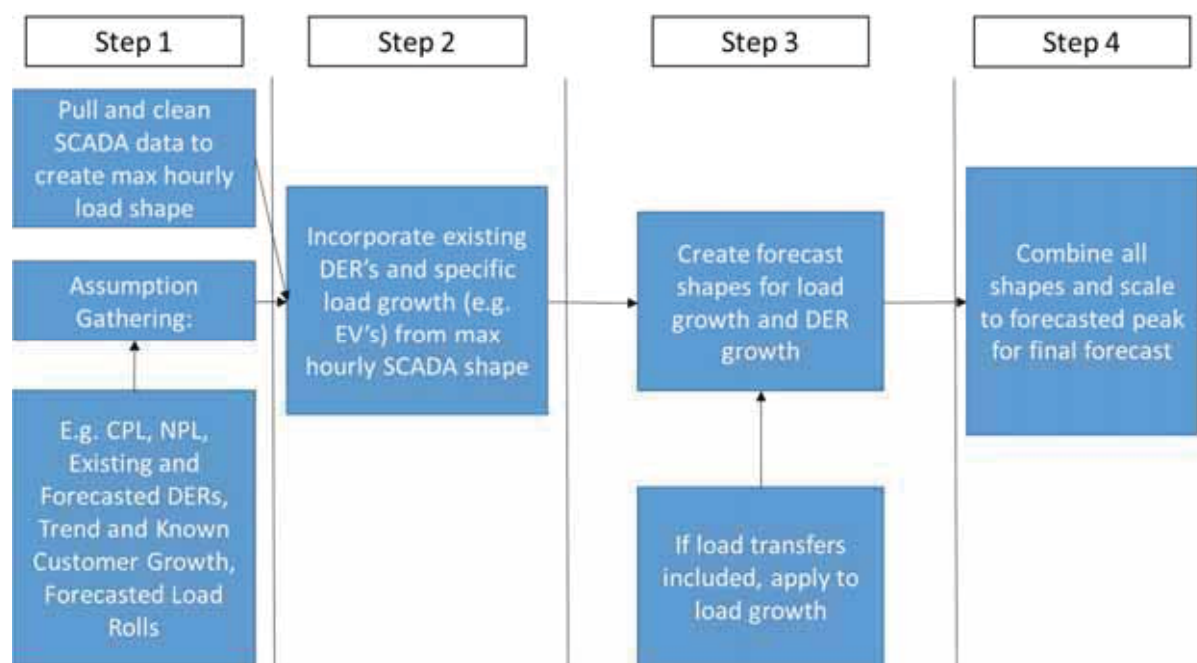 Step 1
Step 2
Step 3
Step 4
Pull and clean
SCADA data to
create max hourly
load shape
Assumption
Gathering:
E.g. CPL, NPL,
Existing and
Forecasted DERs,
Trend and Known
Customer Growth,
Forecasted Load
Rolls
Incorporate existing
DER's and specific
load growth (e.g.
EV's) from max
hourly SCADA shape
Create forecast
shapes for load
growth and DER
growth
If load transfers
included, apply to
load growth
Combine all
shapes and scale
to forecasted peak
for final forecast